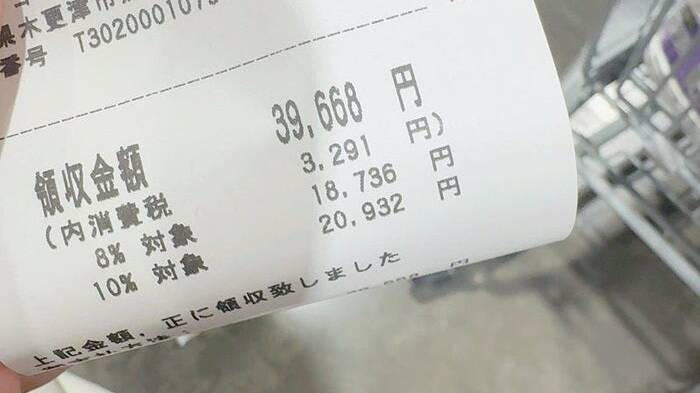 県木更津市
番号 T3020001075
領収金額 39,668 円
(内消費税 3,291 円)
8% 対象 18,736 円
10% 対象 20,932 円
上記金額、正に領収致しました
円